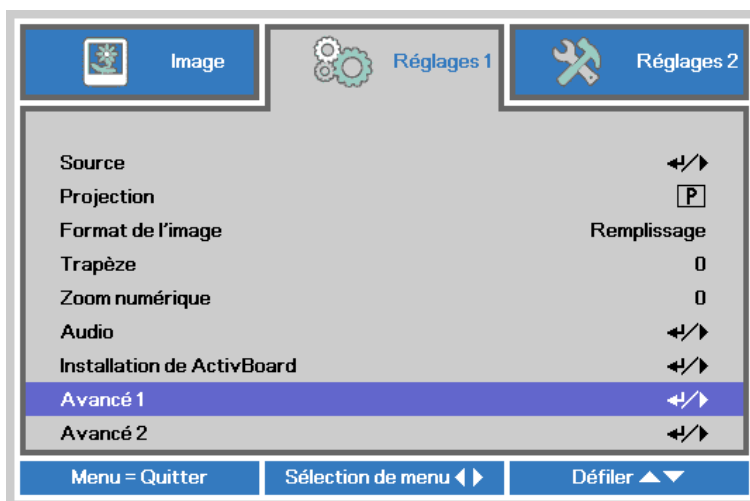 Image Réglages 1 Réglages 2
Source
Projection P
Format de l'image Remplissage
Trapèze 0
Zoom numérique 0
Audio
Installation de ActivBoard
Avancé 1
Avancé 2
Menu = Quitter Sélection de menu Défiler